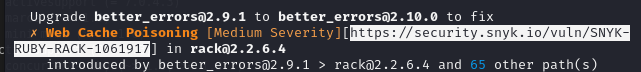 Upgrade better_errors@2.9.1 to better_errors@2.10.0 to fix
✗ Web Cache Poisoning [Medium Severity][https://security.snyk.io/vuln/SNYK-
RUBY-RACK-1061917] in rack@2.2.6.4
introduced by better_errors@2.9.1 > rack@2.2.6.4 and 65 other path(s)